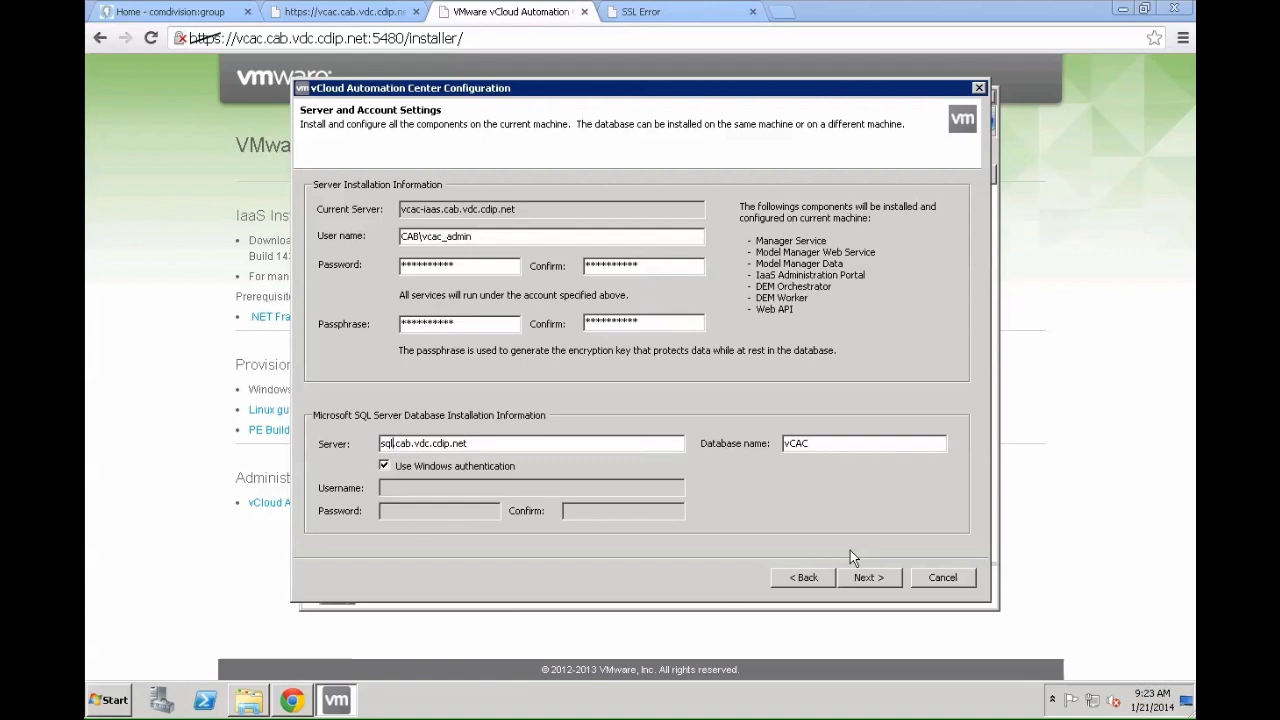 Home - comdivision:group
https://vcac.cab.vdc.cdip.ne
VMware vCloud Automation
SSL Error
https://vcac.cab.vdc.cdip.net:5480/installer/
vmware
vCloud Automation Center Configuration
Server and Account Settings
Install and configure all the components on the current machine. The database can be installed on the same machine or on a different machine.
vm
VMwa
Server Installation Information
Current Server: vcac-iaas.cab.vdc.cdip.net
User name: CAB\vcac_admin
Password: ********** Confirm: **********
All services will run under the account specified above.
Passphrase: ********** Confirm: **********
The passphrase is used to generate the encryption key that protects data while at rest in the database.
The followings components will be installed and
configured on current machine:
- Manager Service
- Model Manager Web Service
- Model Manager Data
- IaaS Administration Portal
- DEM Orchestrator
- DEM Worker
- Web API
IaaS Ins
• Downloa
Build 14
• For man
Prerequisit
.NET Fra
Provision
• Windows
• Linux gu
• PE Build
Administ
• vCloud A
Microsoft SQL Server Database Installation Information
Server: sql.cab.vdc.cdip.net Database name: vCAC
Use Windows authentication
Username:
Password: Confirm:
< Back Next > Cancel
© 2012-2013 VMware, Inc. All rights reserved.
Start
vm
9:23 AM
1/21/2014